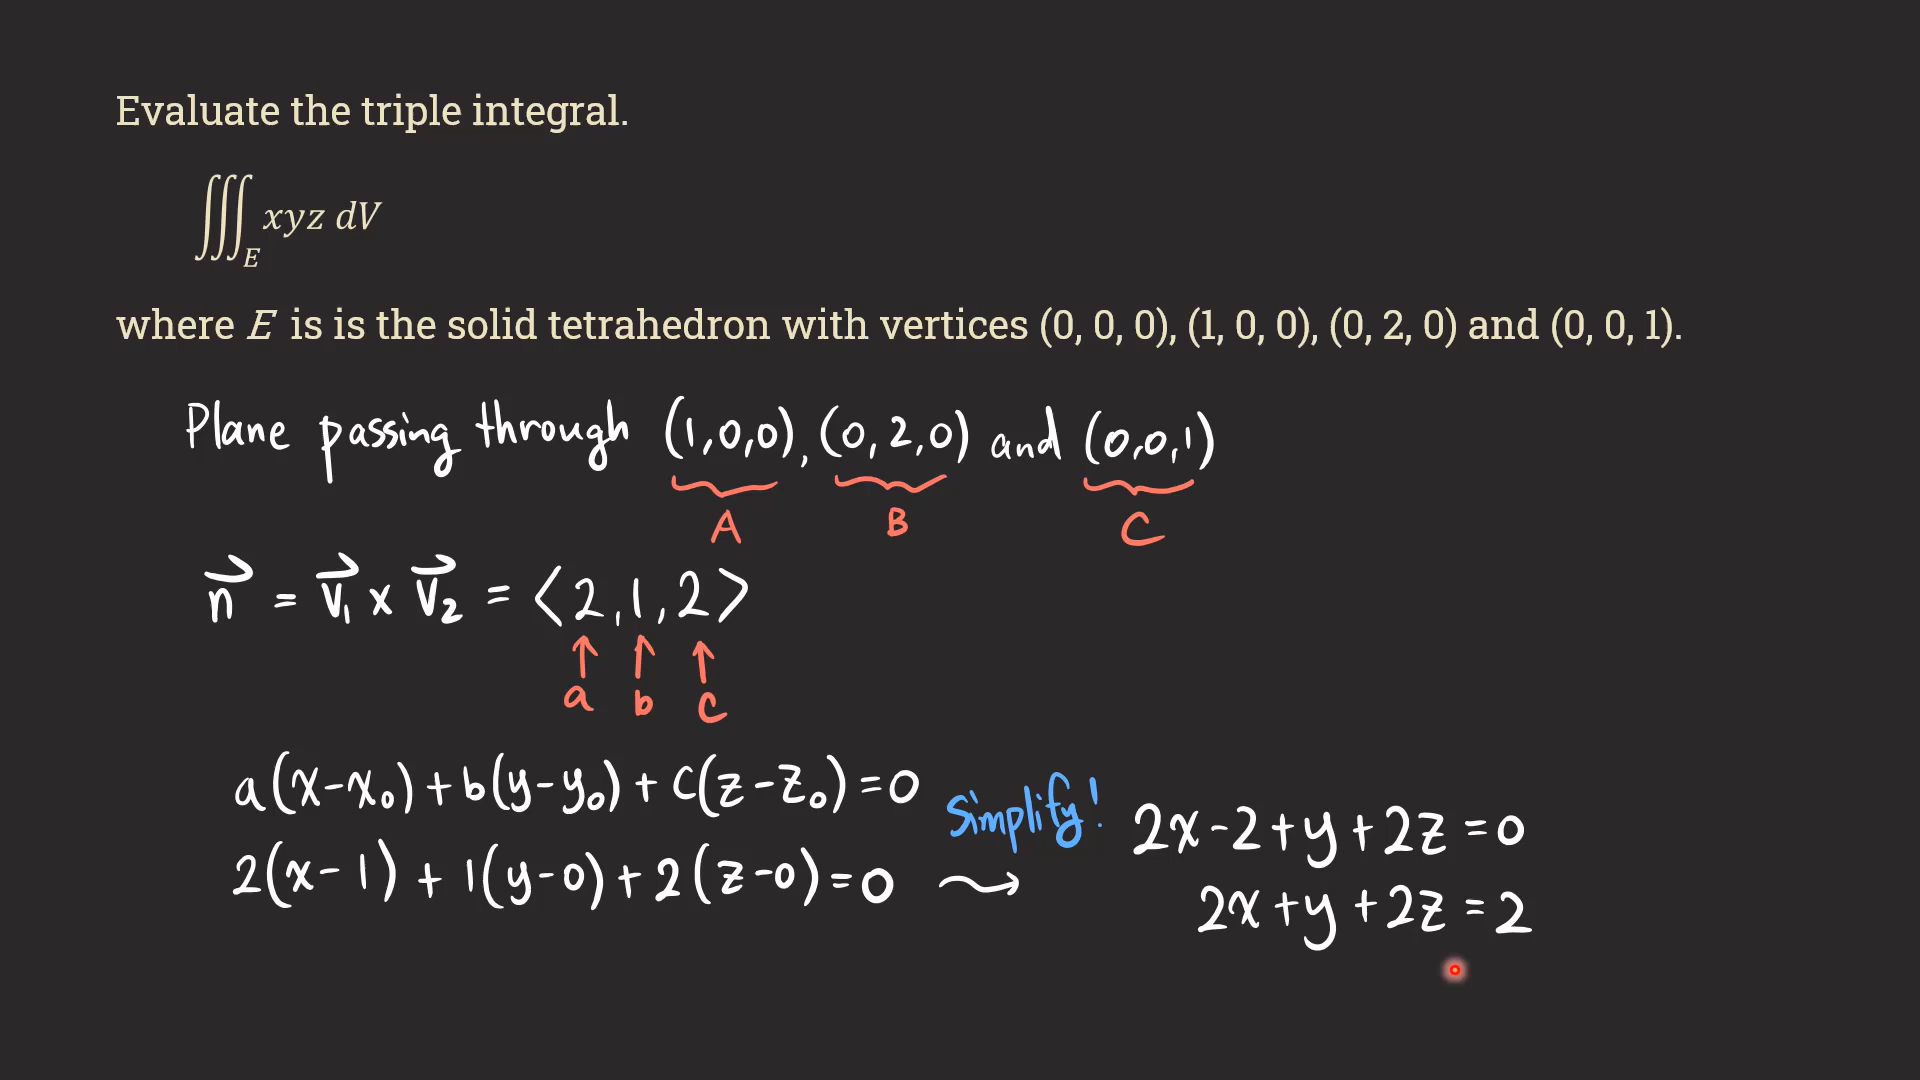 Evaluate the triple integral.
∭_E xyz dV
where E is is the solid tetrahedron with vertices (0, 0, 0), (1, 0, 0), (0, 2, 0) and (0, 0, 1).
Plane passing through (1,0,0), (0,2,0) and (0,0,1)
A B C
n⃗ = v⃗₁ × v⃗₂ = ⟨2,1,2⟩
↑ ↑ ↑
a b c
a(x-x₀) + b(y-y₀) + c(z-z₀) = 0
2(x-1) + 1(y-0) + 2(z-0) = 0
Simplify!
2x-2+y+2z = 0
2x+y+2z = 2